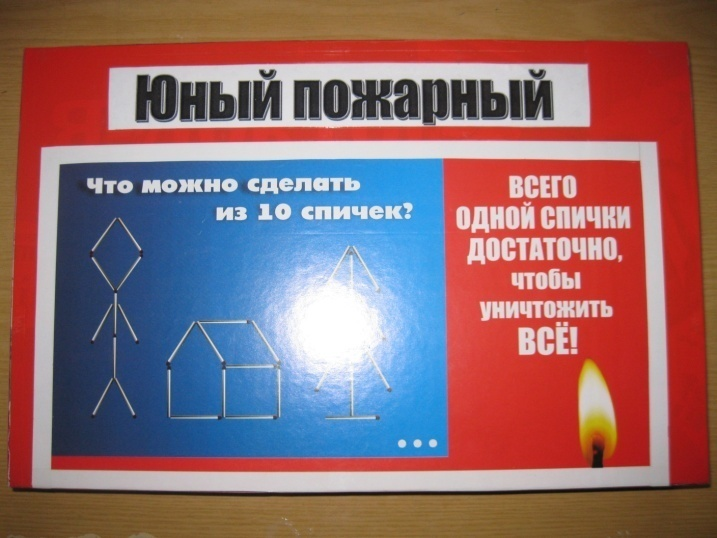 Юный пожарный
Что можно сделать
из 10 спичек?
ВСЕГО
ОДНОЙ СПИЧКИ
ДОСТАТОЧНО,
чтобы
уничтожить
ВСЁ!
...